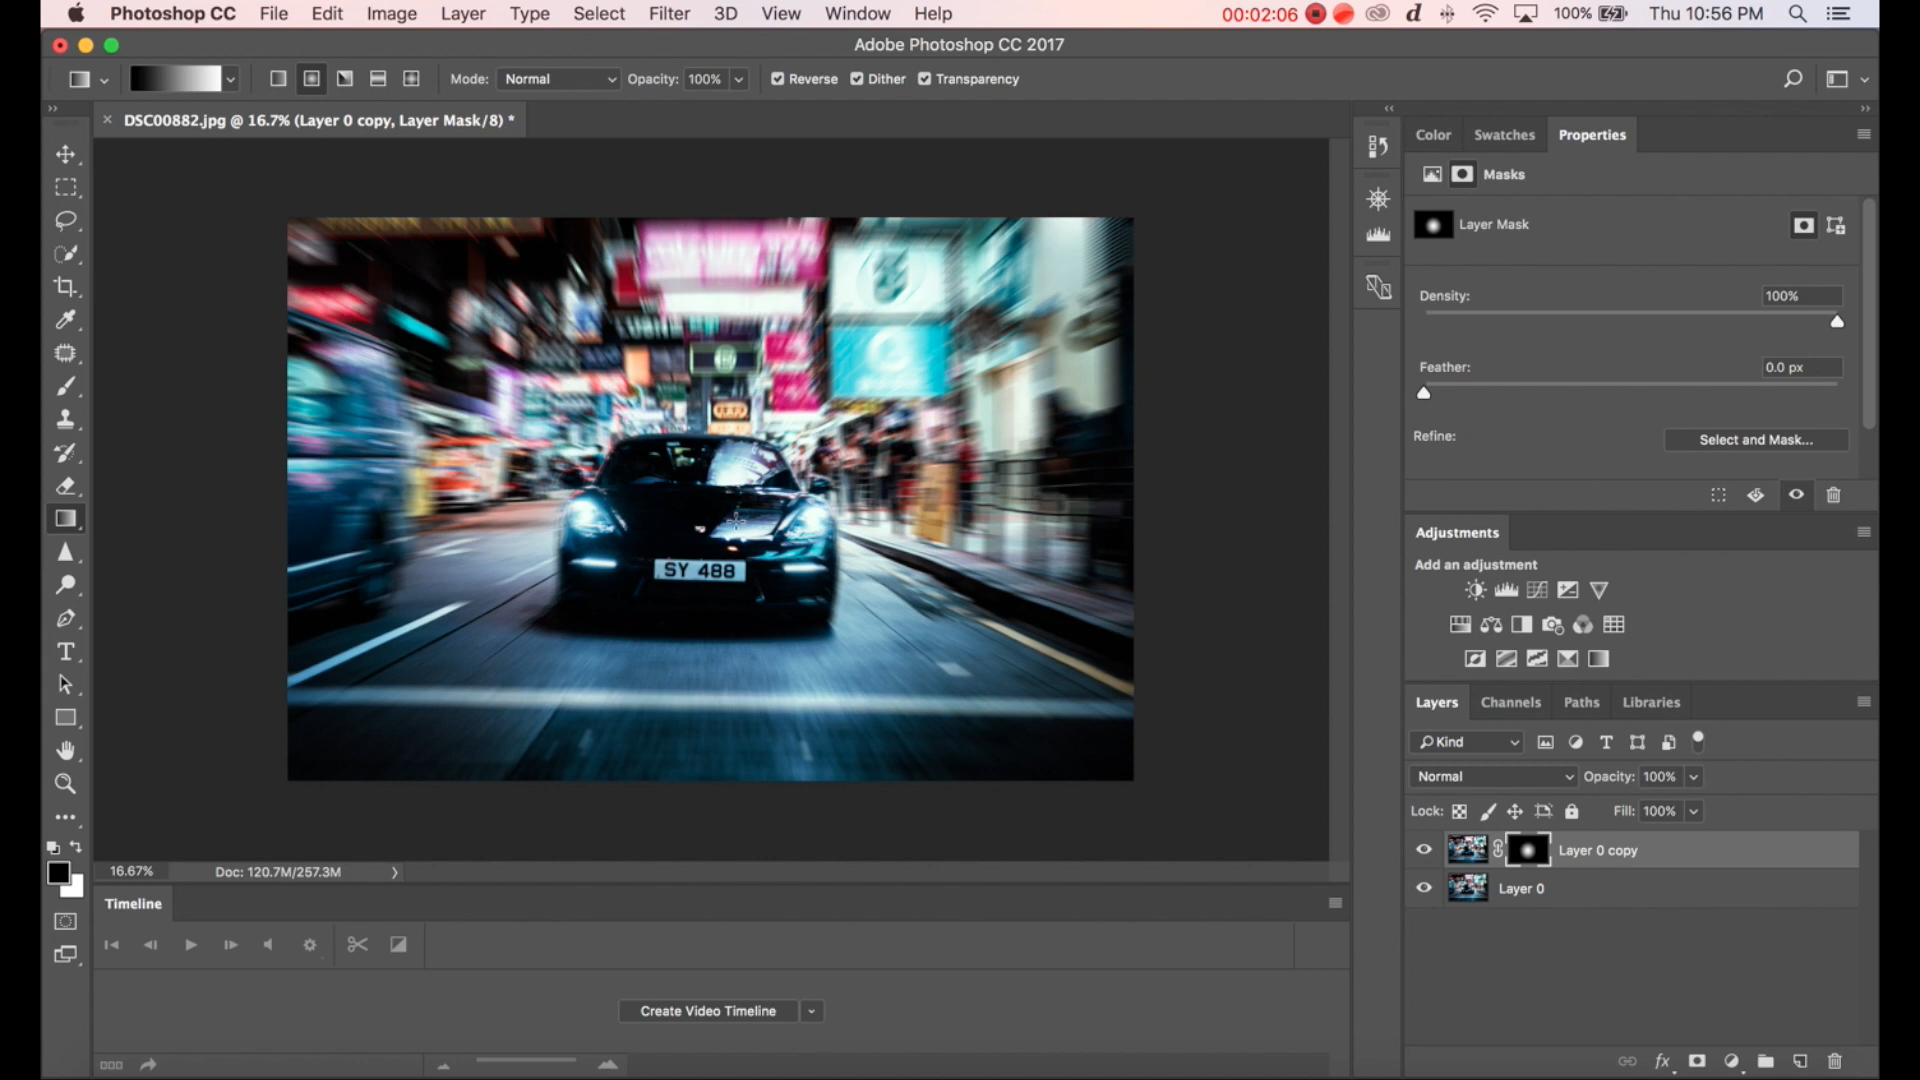 Photoshop CC File Edit Image Layer Type Select Filter 3D View Window Help 00:02:06 100% Thu 10:56 PM
Adobe Photoshop CC 2017
Mode: Normal Opacity: 100% Reverse Dither Transparency
DSC00882.jpg @ 16.7% (Layer 0 copy, Layer Mask/8) *
Color Swatches Properties
Masks
Layer Mask
Density: 100%
Feather: 0.0 px
Refine: Select and Mask...
SY 488
Adjustments
Add an adjustment
Layers Channels Paths Libraries
Kind
Normal Opacity: 100%
Lock: Fill: 100%
Layer 0 copy
Layer 0
16.67% Doc: 120.7M/257.3M
Timeline
Create Video Timeline
fx